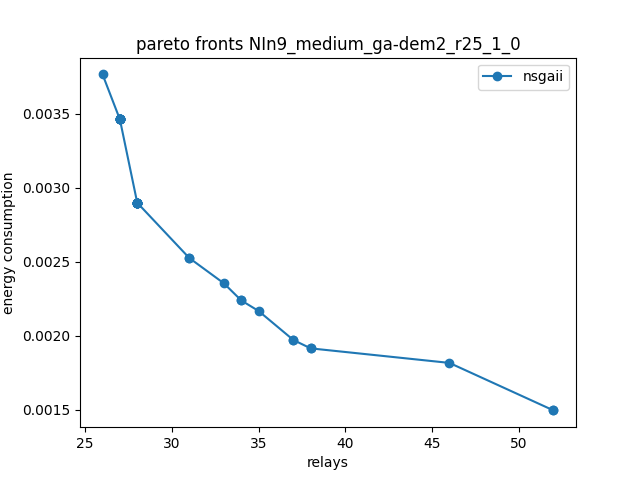 pareto fronts NIn9_medium_ga-dem2_r25_1_0
nsgaii
energy consumption
0.0035
0.0030
0.0025
0.0020
0.0015
25 30 35 40 45 50
relays